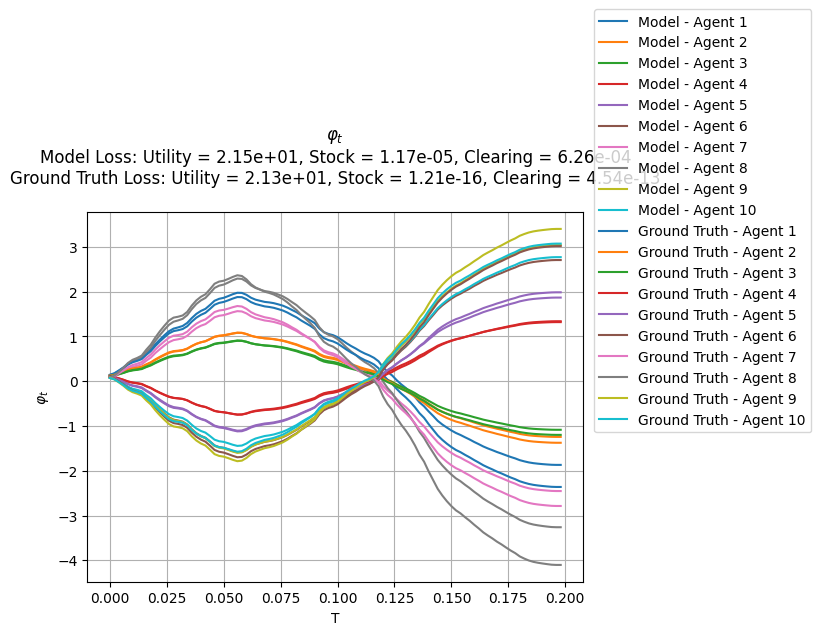 φt
Model Loss: Utility = 2.15e+01, Stock = 1.17e-05, Clearing = 6.26e-04
Ground Truth Loss: Utility = 2.13e+01, Stock = 1.21e-16, Clearing = 4.54e-13
Model - Agent 1
Model - Agent 2
Model - Agent 3
Model - Agent 4
Model - Agent 5
Model - Agent 6
Model - Agent 7
Model - Agent 8
Model - Agent 9
Model - Agent 10
Ground Truth - Agent 1
Ground Truth - Agent 2
Ground Truth - Agent 3
Ground Truth - Agent 4
Ground Truth - Agent 5
Ground Truth - Agent 6
Ground Truth - Agent 7
Ground Truth - Agent 8
Ground Truth - Agent 9
Ground Truth - Agent 10
φt
3
2
1
0
−1
−2
−3
−4
0.000 0.025 0.050 0.075 0.100 0.125 0.150 0.175 0.200
T